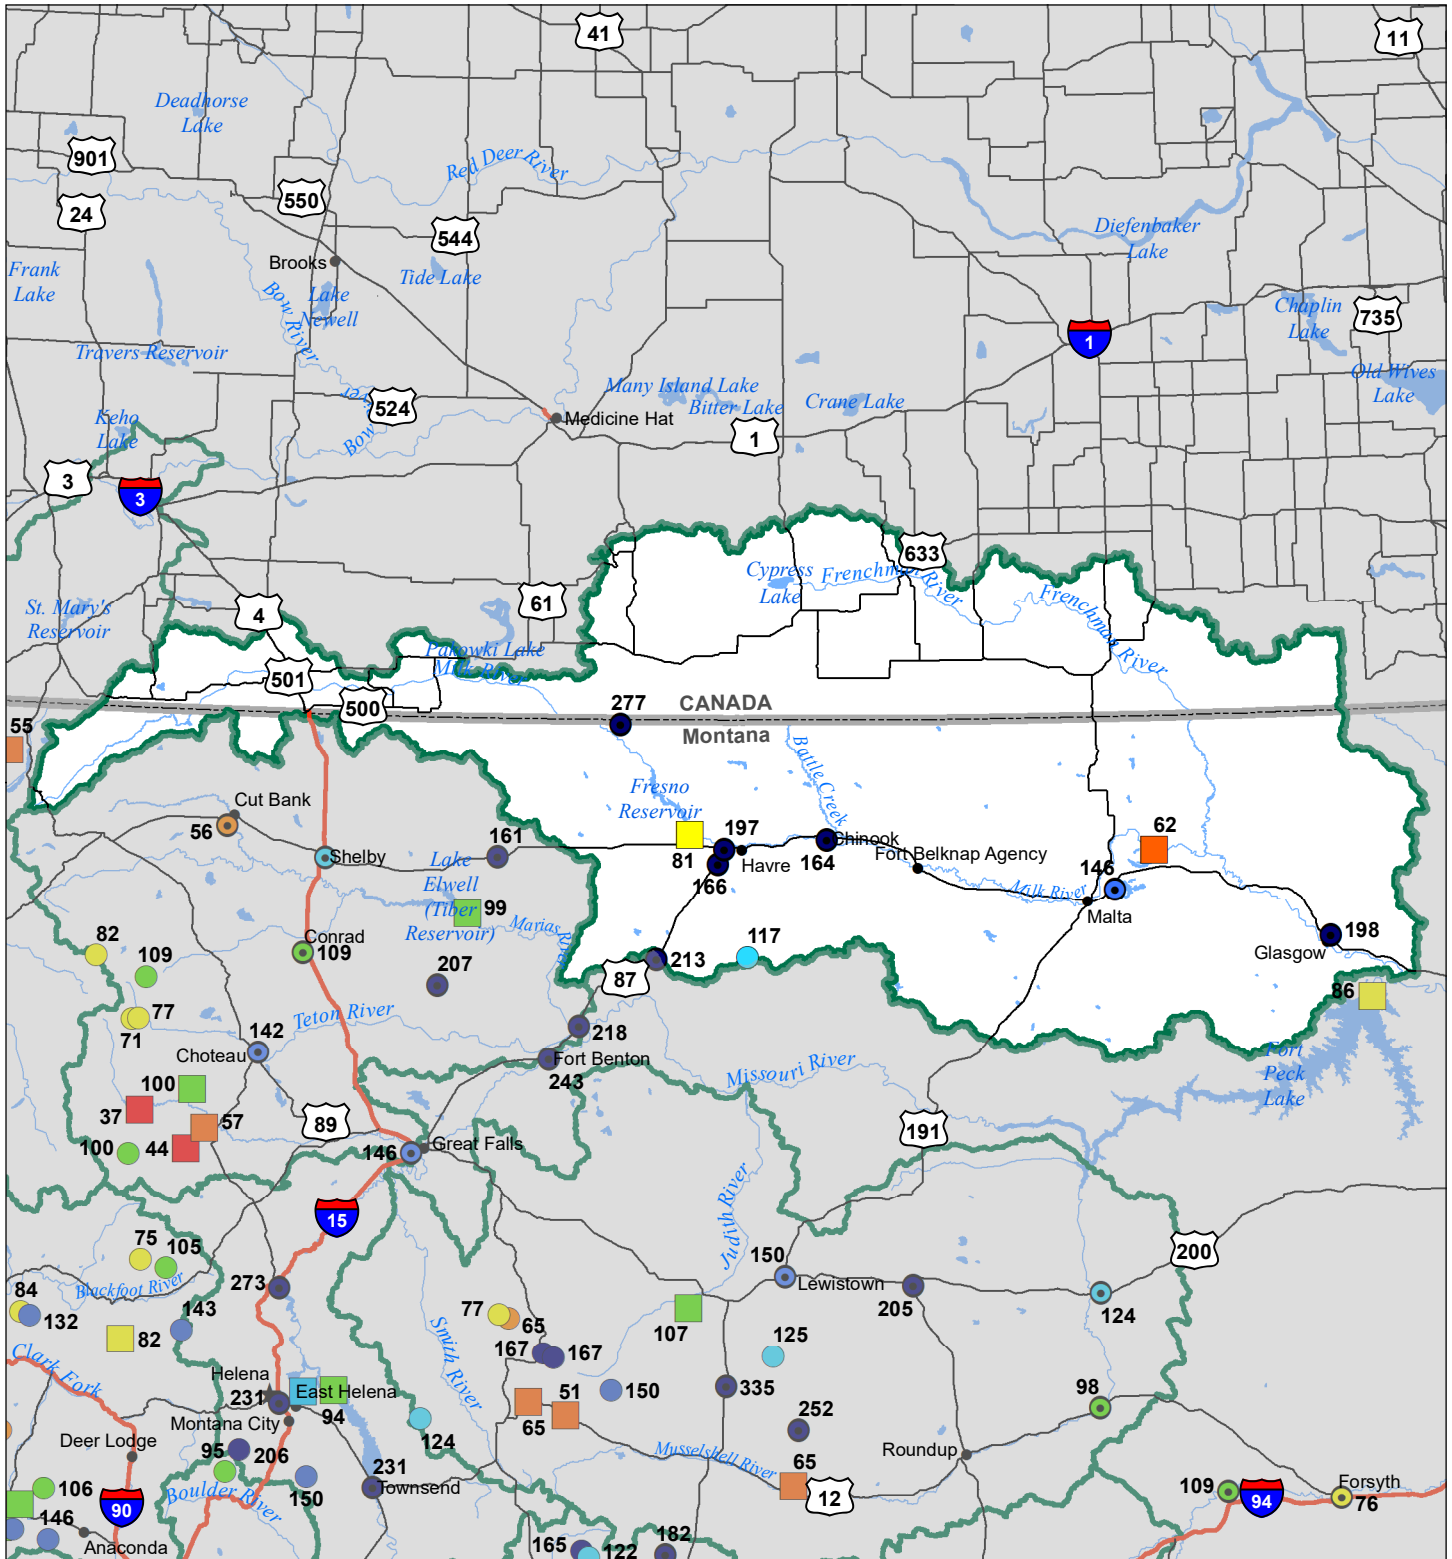 41
11
Deadhorse
Lake
901
Red Deer River
550
24
544
Diefenbaker
Lake
Brooks
Frank
Lake
Tide Lake
Bow River
Lake
Newell
Chaplin
Lake
735
1
Travers Reservoir
Old Wives
Lake
Many Island Lake
Bitter Lake
Crane Lake
524
Keho
Lake
Medicine Hat
Bow
1
3
3
633
Cypress
Lake
Frenchman River
61
4
St. Mary's
Reservoir
Frenchman River
Pakowki Lake
Milk River
501
500
277
CANADA
Montana
55
Battle Creek
Fresno
Reservoir
Cut Bank
56
197
62
161
Shelby
81
Havre
166
Chinook
164
Fort Belknap Agency
146
Lake
Elwell
(Tiber
Reservoir)
99
Milk River
Malta
Marias River
82
Conrad
109
109
117
198
Glasgow
213
87
207
86
77
71
Teton River
218
142
Choteau
Fort Benton
243
Missouri River
Fort
Peck
Lake
100
37
57
89
191
100
44
146
Great Falls
Judith River
15
75
105
150
200
Blackfoot River
273
Lewistown
205
124
84
132
143
82
77
65
107
125
Smith River
167
167
Clark Fork
Helena
231
East Helena
94
150
335
98
51
65
252
Montana City
124
Deer Lodge
95
206
Musselshell River
Roundup
231
Townsend
65
12
106
90
Boulder River
150
109
94
Forsyth
76
146
Anaconda
165
122
182